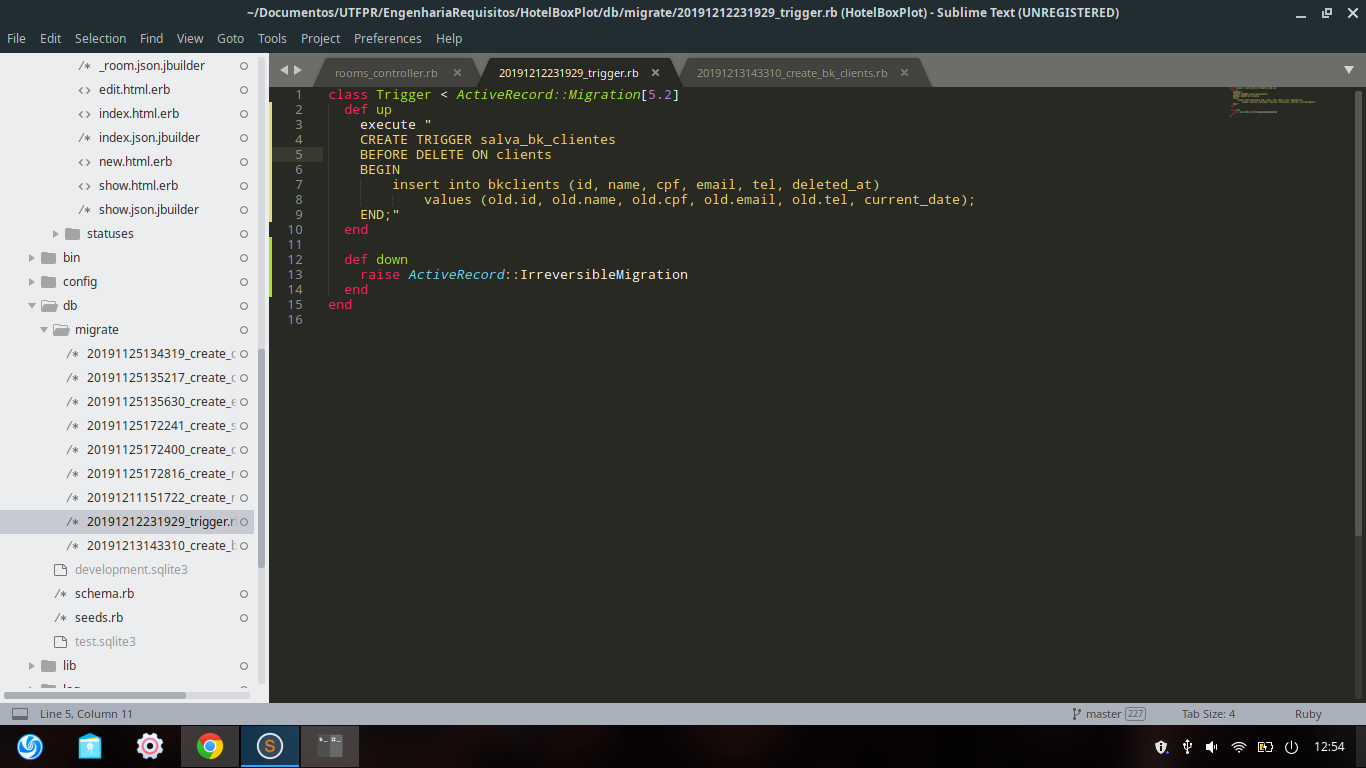 ~/Documentos/UTFPR/EngenhariaRequisitos/HotelBoxPlot/db/migrate/20191212231929_trigger.rb (HotelBoxPlot) - Sublime Text (UNREGISTERED)
File Edit Selection Find View Goto Tools Project Preferences Help
/* _room.json.jbuilder
<> edit.html.erb
<> index.html.erb
/* index.json.jbuilder
<> new.html.erb
<> show.html.erb
/* show.json.jbuilder
statuses
bin
config
db
migrate
/* 20191125134319_create_c
/* 20191125135217_create_c
/* 20191125135630_create_e
/* 20191125172241_create_s
/* 20191125172400_create_c
/* 20191125172816_create_r
/* 20191211151722_create_r
/* 20191212231929_trigger.r
/* 20191213143310_create_b
development.sqlite3
/* schema.rb
/* seeds.rb
test.sqlite3
lib
log
rooms_controller.rb × 20191212231929_trigger.rb × 20191213143310_create_bk_clients.rb ×
1 class Trigger < ActiveRecord::Migration[5.2]
2 def up
3 execute "
4 CREATE TRIGGER salva_bk_clientes
5 BEFORE DELETE ON clients
6 BEGIN
7 insert into bkclients (id, name, cpf, email, tel, deleted_at)
8 values (old.id, old.name, old.cpf, old.email, old.tel, current_date);
9 END;"
10 end
11
12 def down
13 raise ActiveRecord::IrreversibleMigration
14 end
15 end
16
Line 5, Column 11 master 227 Tab Size: 4 Ruby
12:54